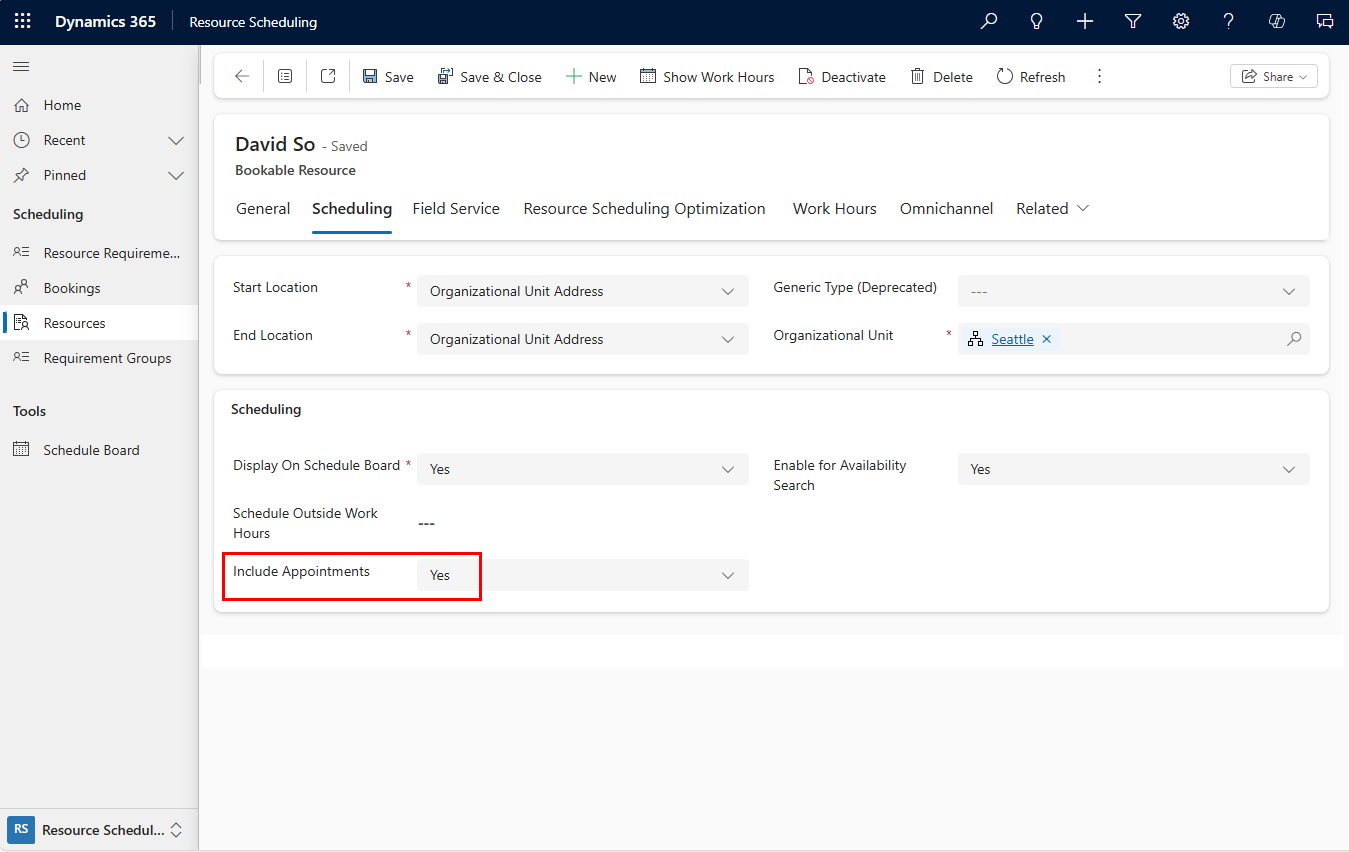 Dynamics 365 Resource Scheduling
Save Save & Close New Show Work Hours Deactivate Delete Refresh Share
Home
Recent
Pinned
Scheduling
Resource Requireme...
Bookings
Resources
Requirement Groups
Tools
Schedule Board
RS Resource Schedul...
David So - Saved
Bookable Resource
General Scheduling Field Service Resource Scheduling Optimization Work Hours Omnichannel Related
Start Location * Organizational Unit Address
Generic Type (Deprecated) ---
End Location * Organizational Unit Address
Organizational Unit * Seattle
Scheduling
Display On Schedule Board * Yes
Enable for Availability
Search
Yes
Schedule Outside Work
Hours
---
Include Appointments Yes